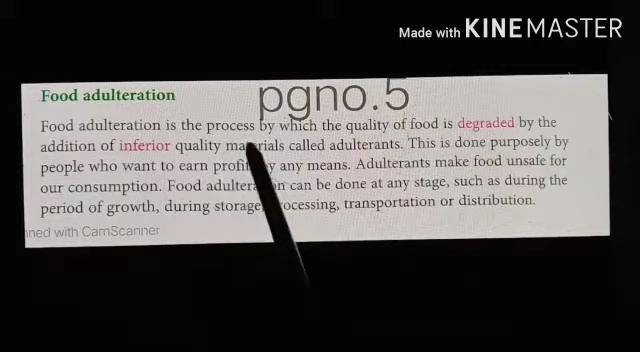 Made with KINEMASTER
pgno.5
Food adulteration
Food adulteration is the process by which the quality of food is degraded by the
addition of inferior quality materials called adulterants. This is done purposely by
people who want to earn profit by any means. Adulterants make food unsafe for
our consumption. Food adulteration can be done at any stage, such as during the
period of growth, during storage, processing, transportation or distribution.
ned with CamScanner